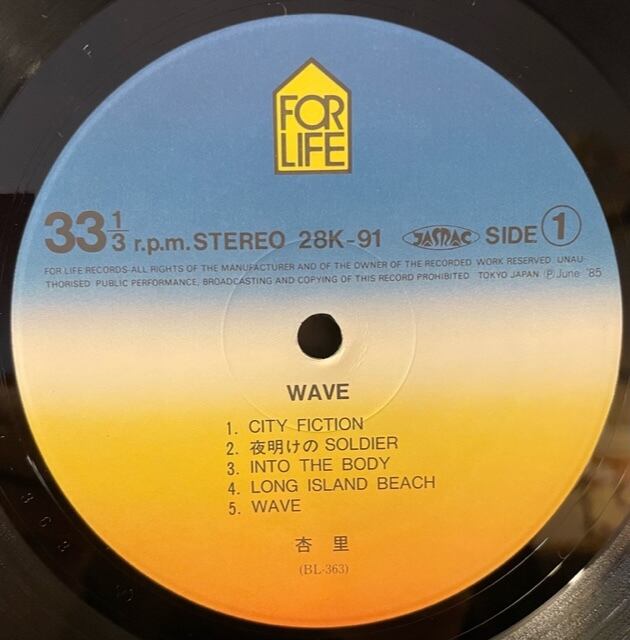 FOR
LIFE
33 1/3 r.p.m. STEREO 28K-91 JASRAC SIDE 1
FOR LIFE RECORDS·ALL RIGHTS OF THE MANUFACTURER AND OF THE OWNER OF THE RECORDED WORK RESERVED UNAU-
THORISED PUBLIC PERFORMANCE, BROADCASTING AND COPYING OF THIS RECORD PROHIBITED TOKYO JAPAN Ⓟ June '85
WAVE
1. CITY FICTION
2. 夜明けの SOLDIER
3. INTO THE BODY
4. LONG ISLAND BEACH
5. WAVE
杏 里
(BL-363)